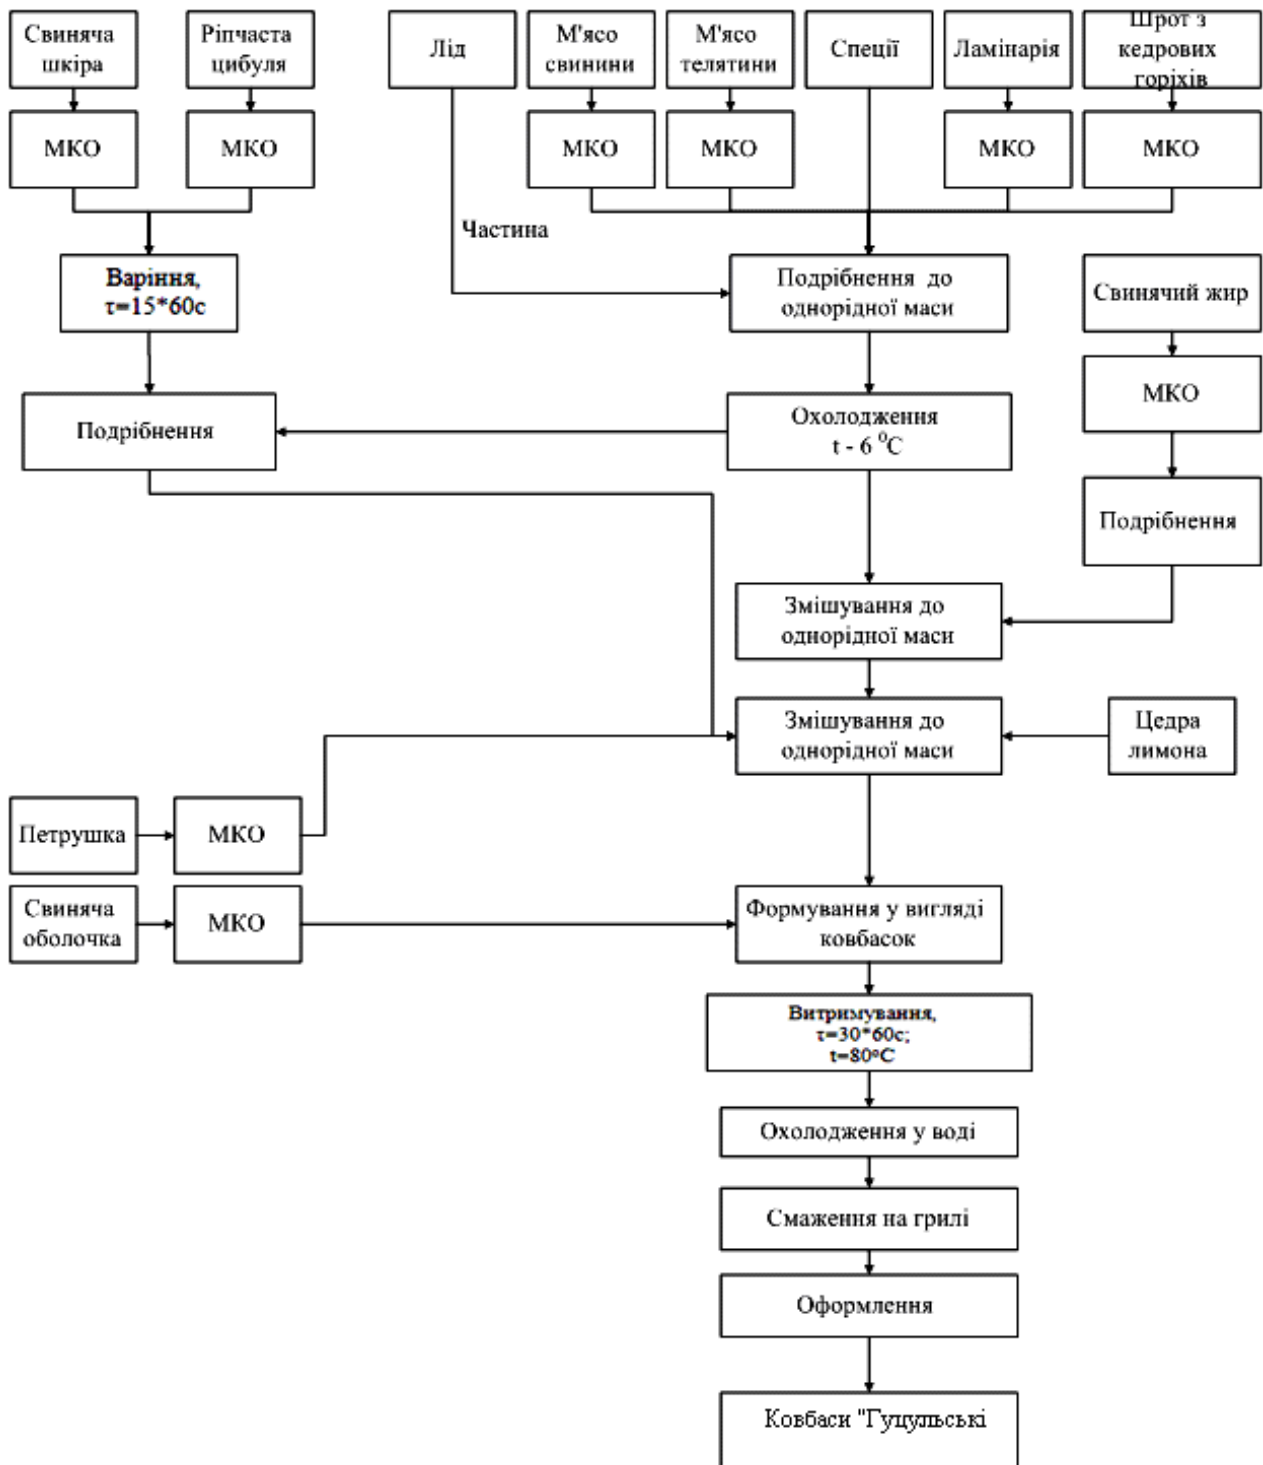 Свиняча
шкіра
Ріпчаста
цибуля
Лід
М'ясо
свинини
М'ясо
телятини
Спеції
Ламінарія
Шрот з
кедрових
горіхів
МКО
МКО
МКО
МКО
МКО
МКО
Частина
Варіння,
τ=15*60с
Подрібнення до
однорідної маси
Свинячий жир
МКО
Подрібнення
Охолодження
t - 6 ⁰С
Подрібнення
Змішування до
однорідної маси
Змішування до
однорідної маси
Цедра
лимона
Петрушка
МКО
Свиняча
оболочка
МКО
Формування у вигляді
ковбасок
Витримування,
τ=30*60с;
t=80°С
Охолодження у воді
Смаження на грилі
Оформлення
Ковбаси "Гуцульські